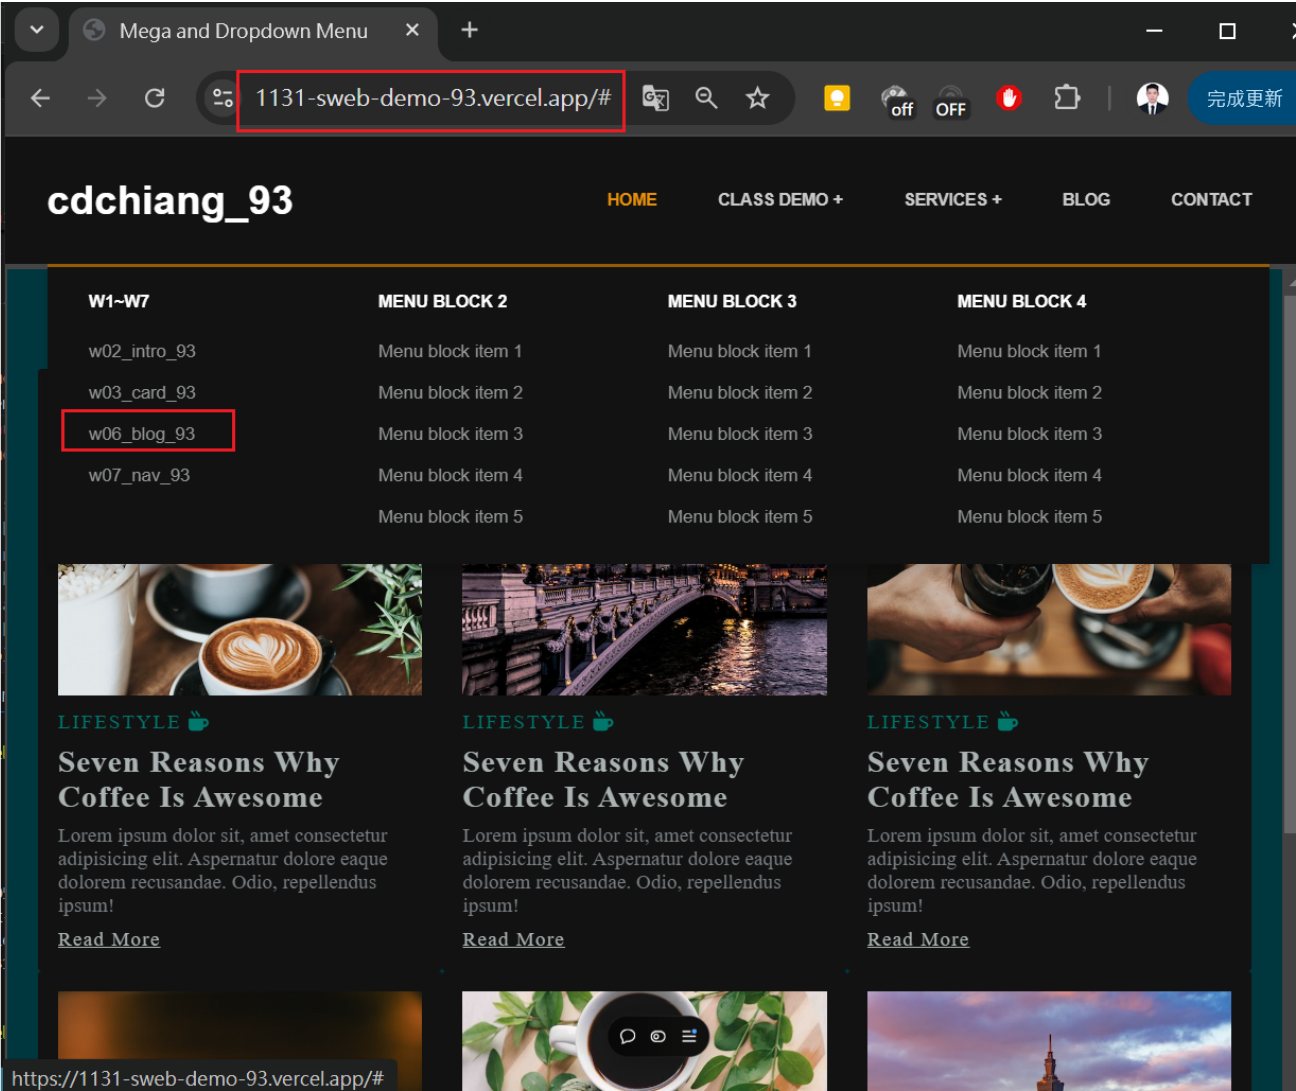 Mega and Dropdown Menu
1131-sweb-demo-93.vercel.app/#
off
OFF
完成更新
cdchiang_93
HOME
CLASS DEMO +
SERVICES +
BLOG
CONTACT
W1~W7
w02_intro_93
w03_card_93
w06_blog_93
w07_nav_93
MENU BLOCK 2
Menu block item 1
Menu block item 2
Menu block item 3
Menu block item 4
Menu block item 5
MENU BLOCK 3
Menu block item 1
Menu block item 2
Menu block item 3
Menu block item 4
Menu block item 5
MENU BLOCK 4
Menu block item 1
Menu block item 2
Menu block item 3
Menu block item 4
Menu block item 5
LIFESTYLE
Seven Reasons Why
Coffee Is Awesome
Lorem ipsum dolor sit, amet consectetur
adipisicing elit. Aspernatur dolore eaque
dolorem recusandae. Odio, repellendus
ipsum!
Read More
LIFESTYLE
Seven Reasons Why
Coffee Is Awesome
Lorem ipsum dolor sit, amet consectetur
adipisicing elit. Aspernatur dolore eaque
dolorem recusandae. Odio, repellendus
ipsum!
Read More
LIFESTYLE
Seven Reasons Why
Coffee Is Awesome
Lorem ipsum dolor sit, amet consectetur
adipisicing elit. Aspernatur dolore eaque
dolorem recusandae. Odio, repellendus
ipsum!
Read More
https://1131-sweb-demo-93.vercel.app/#